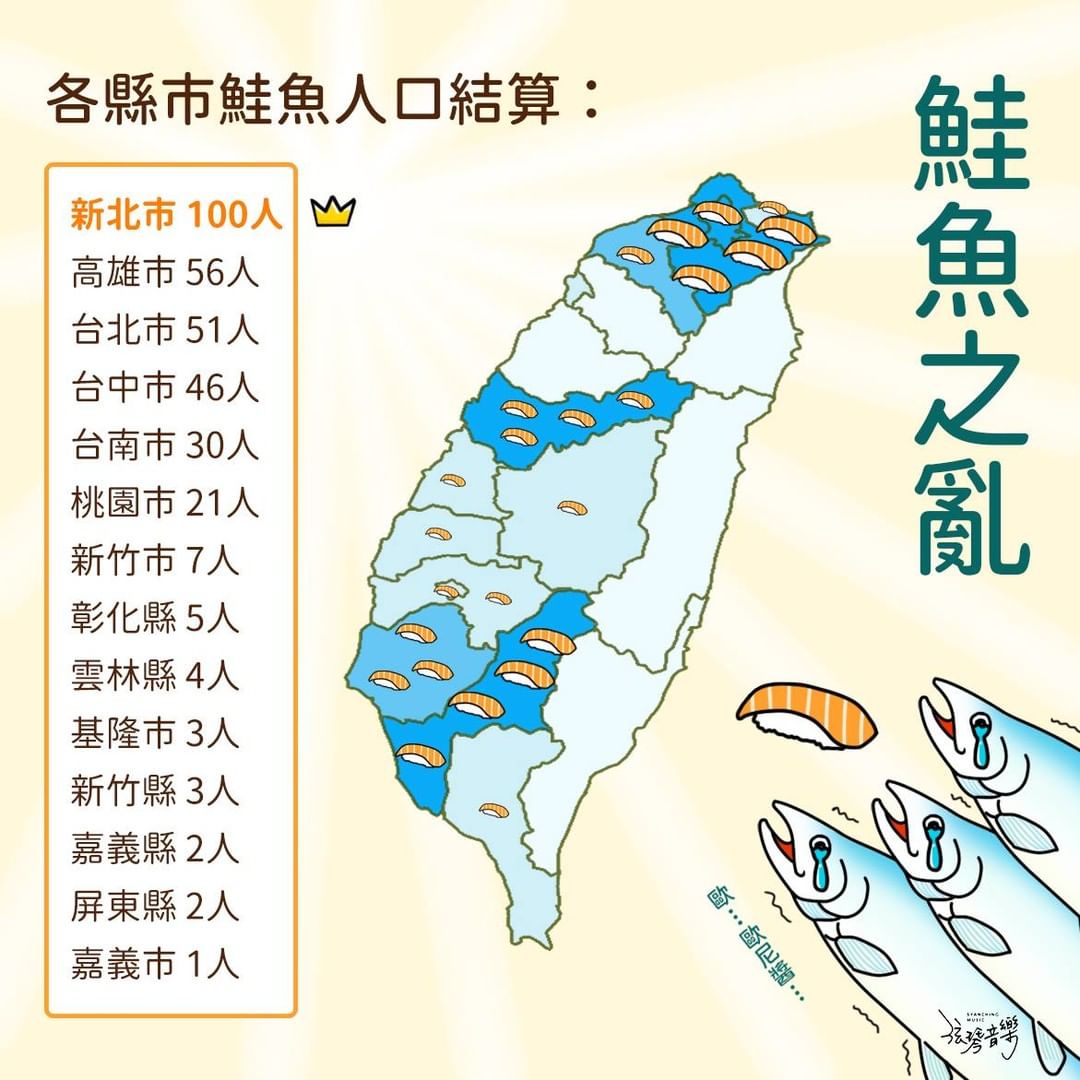 各縣市鮭魚人口結算：
新北市 100人
高雄市 56人
台北市 51人
台中市 46人
台南市 30人
桃園市 21人
新竹市 7人
彰化縣 5人
雲林縣 4人
基隆市 3人
新竹縣 3人
嘉義縣 2人
屏東縣 2人
嘉義市 1人
鮭魚之亂
歐...歐尼醬...
SYANCHING
MUSIC
弦琴音樂